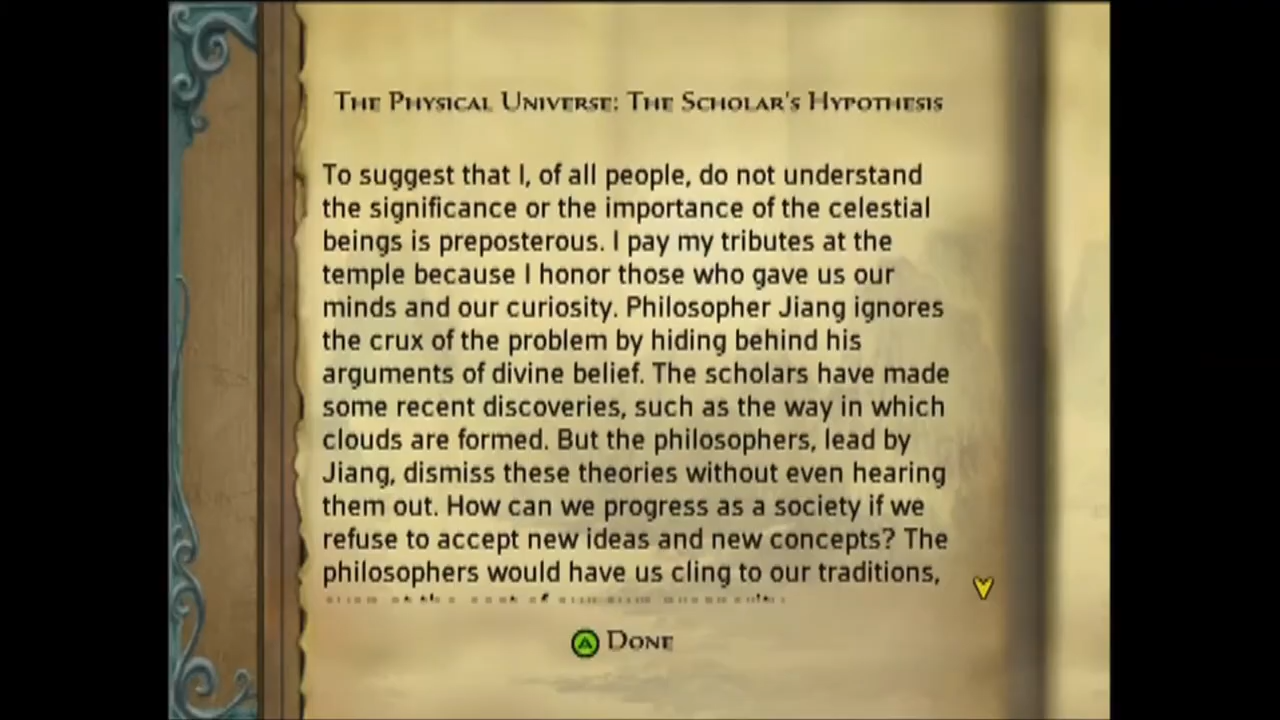 The Physical Universe: The Scholar's Hypothesis
To suggest that I, of all people, do not understand
the significance or the importance of the celestial
beings is preposterous. I pay my tributes at the
temple because I honor those who gave us our
minds and our curiosity. Philosopher Jiang ignores
the crux of the problem by hiding behind his
arguments of divine belief. The scholars have made
some recent discoveries, such as the way in which
clouds are formed. But the philosophers, lead by
Jiang, dismiss these theories without even hearing
them out. How can we progress as a society if we
refuse to accept new ideas and new concepts? The
philosophers would have us cling to our traditions,
A Done